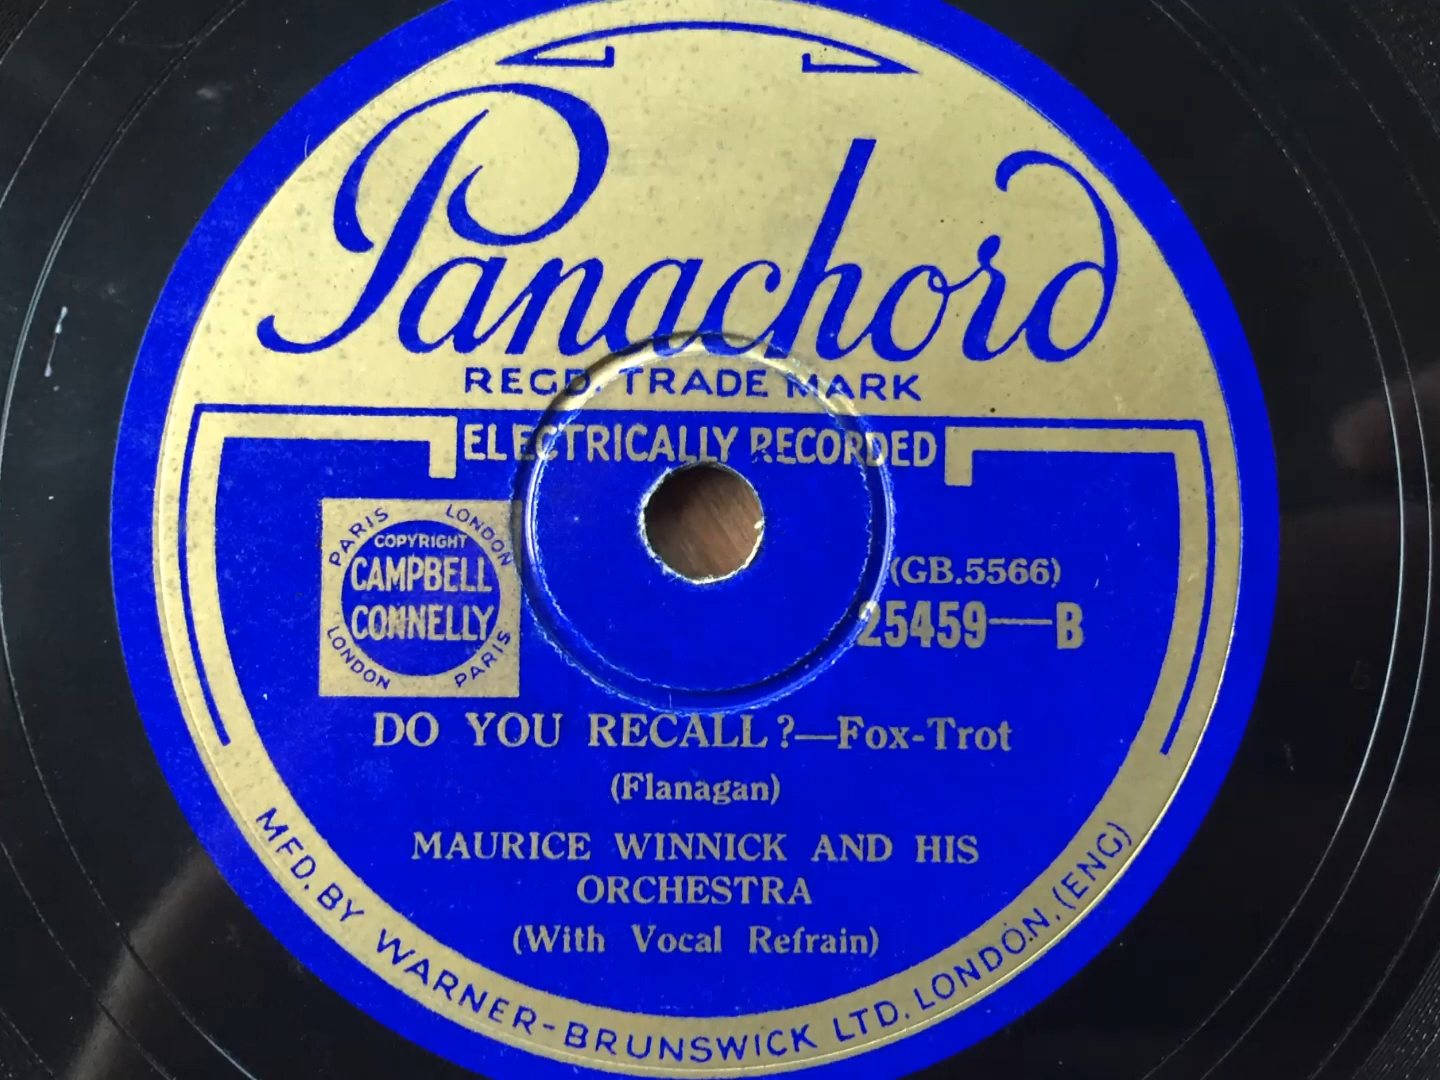 Panachord
REGD. TRADE MARK
ELECTRICALLY RECORDED
PARIS LONDON
COPYRIGHT
CAMPBELL
CONNELLY
LONDON PARIS
(GB.5566)
25459—B
DO YOU RECALL?—Fox-Trot
(Flanagan)
MAURICE WINNICK AND HIS
ORCHESTRA
(With Vocal Refrain)
MFD. BY WARNER-BRUNSWICK LTD. LONDON. (ENG)